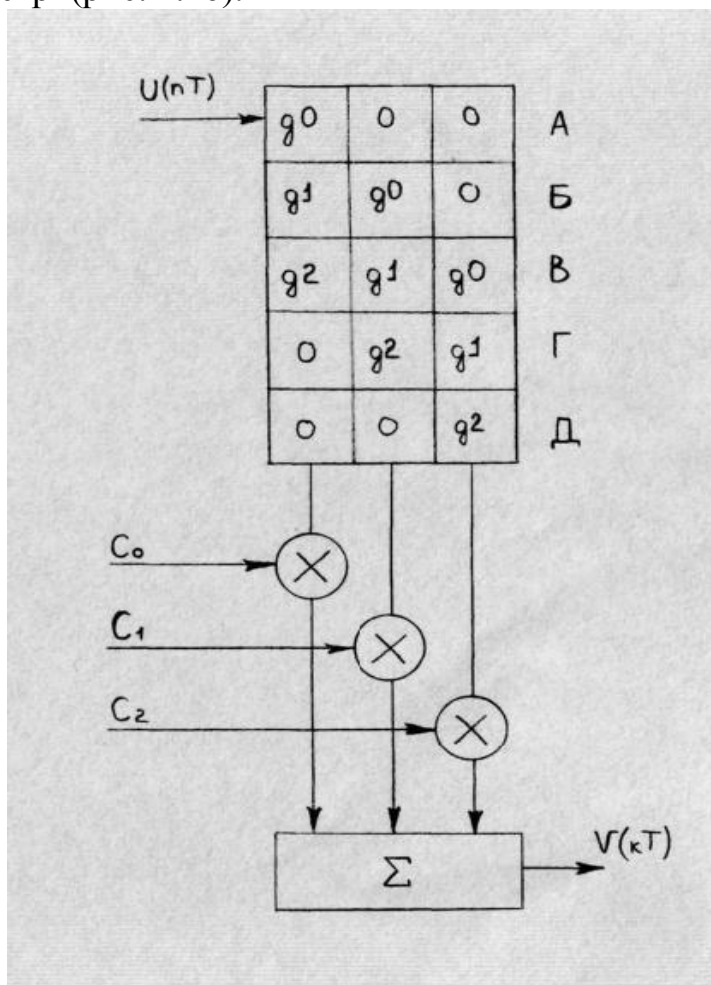 U(nT)
g0 0 0 А
g1 g0 0 Б
g2 g1 g0 В
0 g2 g1 Г
0 0 g2 Д
C₀
C₁
C₂
Σ
V(кT)